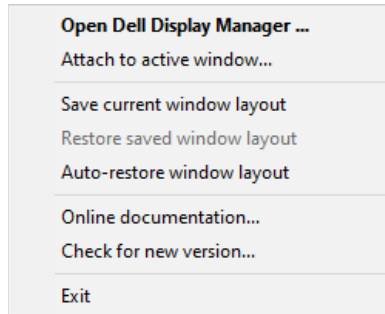 Open Dell Display Manager ...
Attach to active window...
Save current window layout
Restore saved window layout
Auto-restore window layout
Online documentation...
Check for new version...
Exit